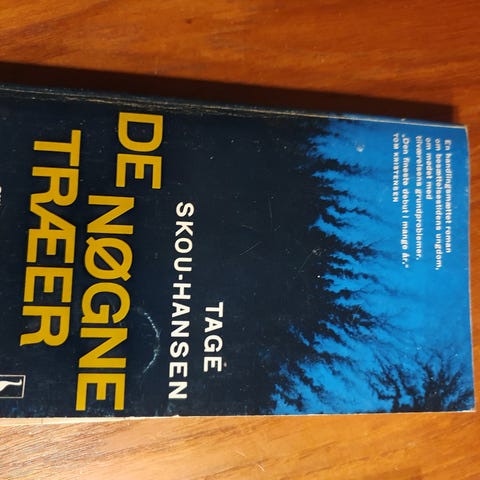 En handlingsmættet roman
om besættelsestidens ungdom,
om mødet med
tilværelsens grundproblemer.
„Den fineste debut i mange år.“
TOM KRISTENSEN
TAGE
SKOU-HANSEN
DE NØGNE
TRÆER